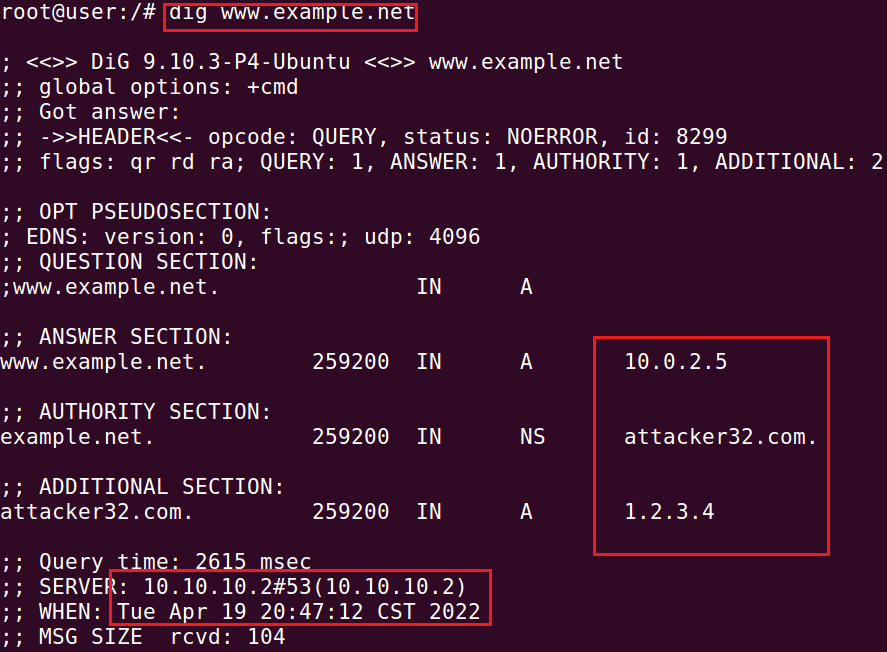 root@user:/# dig www.example.net

; <<>> DiG 9.10.3-P4-Ubuntu <<>> www.example.net
;; global options: +cmd
;; Got answer:
;; ->>HEADER<<- opcode: QUERY, status: NOERROR, id: 8299
;; flags: qr rd ra; QUERY: 1, ANSWER: 1, AUTHORITY: 1, ADDITIONAL: 2

;; OPT PSEUDOSECTION:
; EDNS: version: 0, flags:; udp: 4096
;; QUESTION SECTION:
;www.example.net.                IN      A

;; ANSWER SECTION:
www.example.net.        259200  IN      A       10.0.2.5

;; AUTHORITY SECTION:
example.net.            259200  IN      NS      attacker32.com.

;; ADDITIONAL SECTION:
attacker32.com.         259200  IN      A       1.2.3.4

;; Query time: 2615 msec
;; SERVER: 10.10.10.2#53(10.10.10.2)
;; WHEN: Tue Apr 19 20:47:12 CST 2022
;; MSG SIZE  rcvd: 104